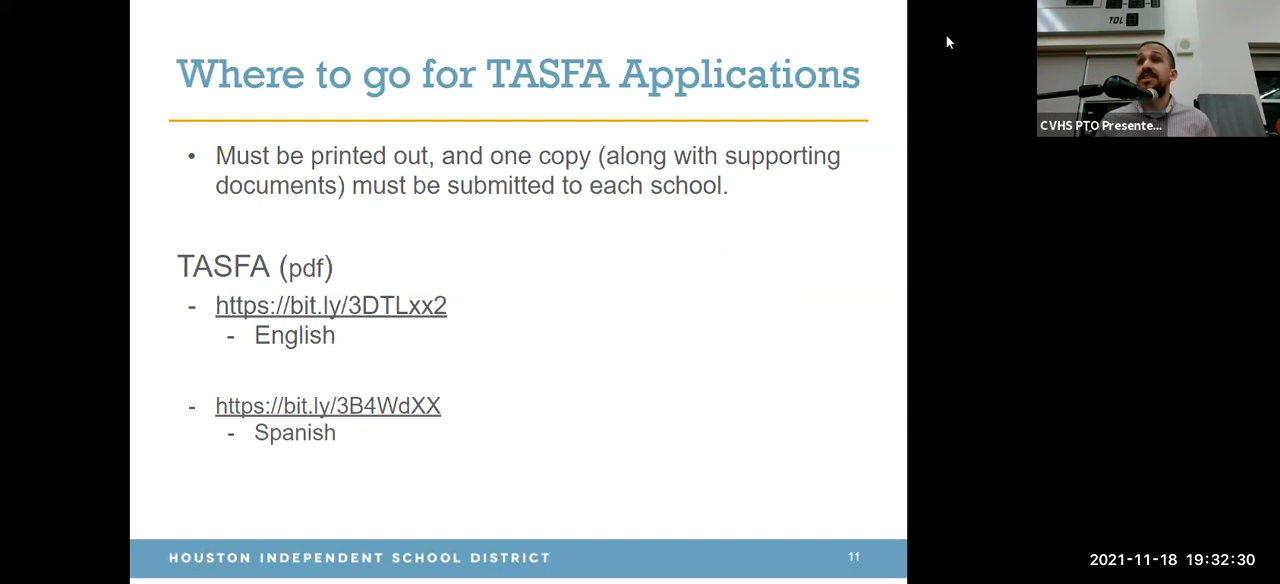 Where to go for TASFA Applications
• Must be printed out, and one copy (along with supporting
documents) must be submitted to each school.
TASFA (pdf)
- https://bit.ly/3DTLxx2
- English
- https://bit.ly/3B4WdXX
- Spanish
HOUSTON INDEPENDENT SCHOOL DISTRICT
11
TOL
CVHS PTO Presente...
2021-11-18 19:32:30